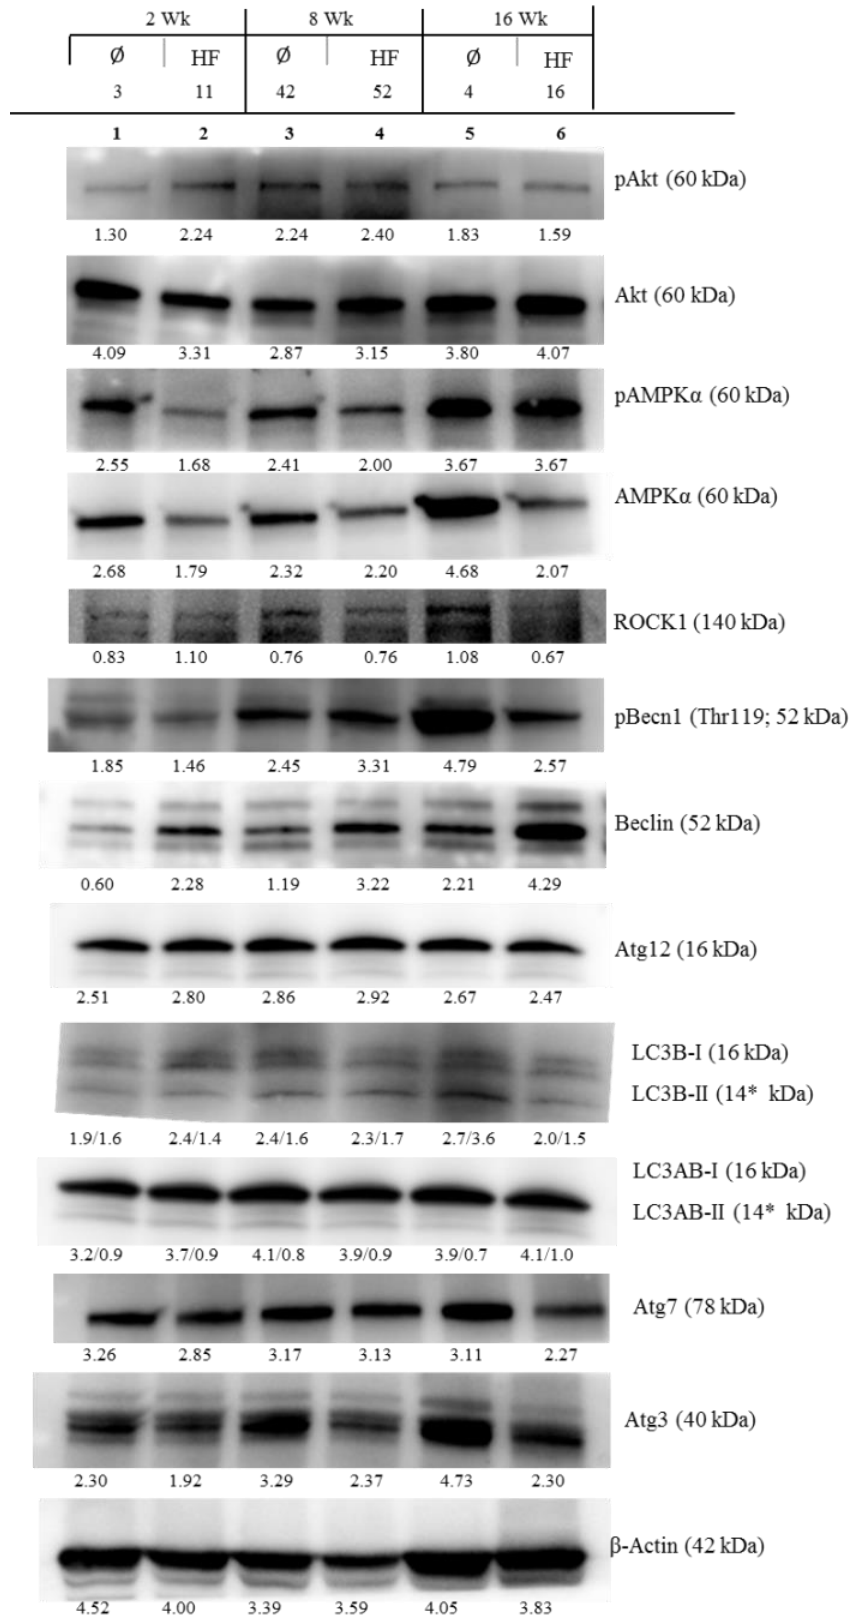 2 Wk 8 Wk 16 Wk
Ø HF Ø HF Ø HF
3 11 42 52 4 16
1 2 3 4 5 6
pAkt (60 kDa)
1.30 2.24 2.24 2.40 1.83 1.59
Akt (60 kDa)
4.09 3.31 2.87 3.15 3.80 4.07
pAMPKα (60 kDa)
2.55 1.68 2.41 2.00 3.67 3.67
AMPKα (60 kDa)
2.68 1.79 2.32 2.20 4.68 2.07
ROCK1 (140 kDa)
0.83 1.10 0.76 0.76 1.08 0.67
pBecn1 (Thr119; 52 kDa)
1.85 1.46 2.45 3.31 4.79 2.57
Beclin (52 kDa)
0.60 2.28 1.19 3.22 2.21 4.29
Atg12 (16 kDa)
2.51 2.80 2.86 2.92 2.67 2.47
LC3B-I (16 kDa)
LC3B-II (14* kDa)
1.9/1.6 2.4/1.4 2.4/1.6 2.3/1.7 2.7/3.6 2.0/1.5
LC3AB-I (16 kDa)
LC3AB-II (14* kDa)
3.2/0.9 3.7/0.9 4.1/0.8 3.9/0.9 3.9/0.7 4.1/1.0
Atg7 (78 kDa)
3.26 2.85 3.17 3.13 3.11 2.27
Atg3 (40 kDa)
2.30 1.92 3.29 2.37 4.73 2.30
β-Actin (42 kDa)
4.52 4.00 3.39 3.59 4.05 3.83